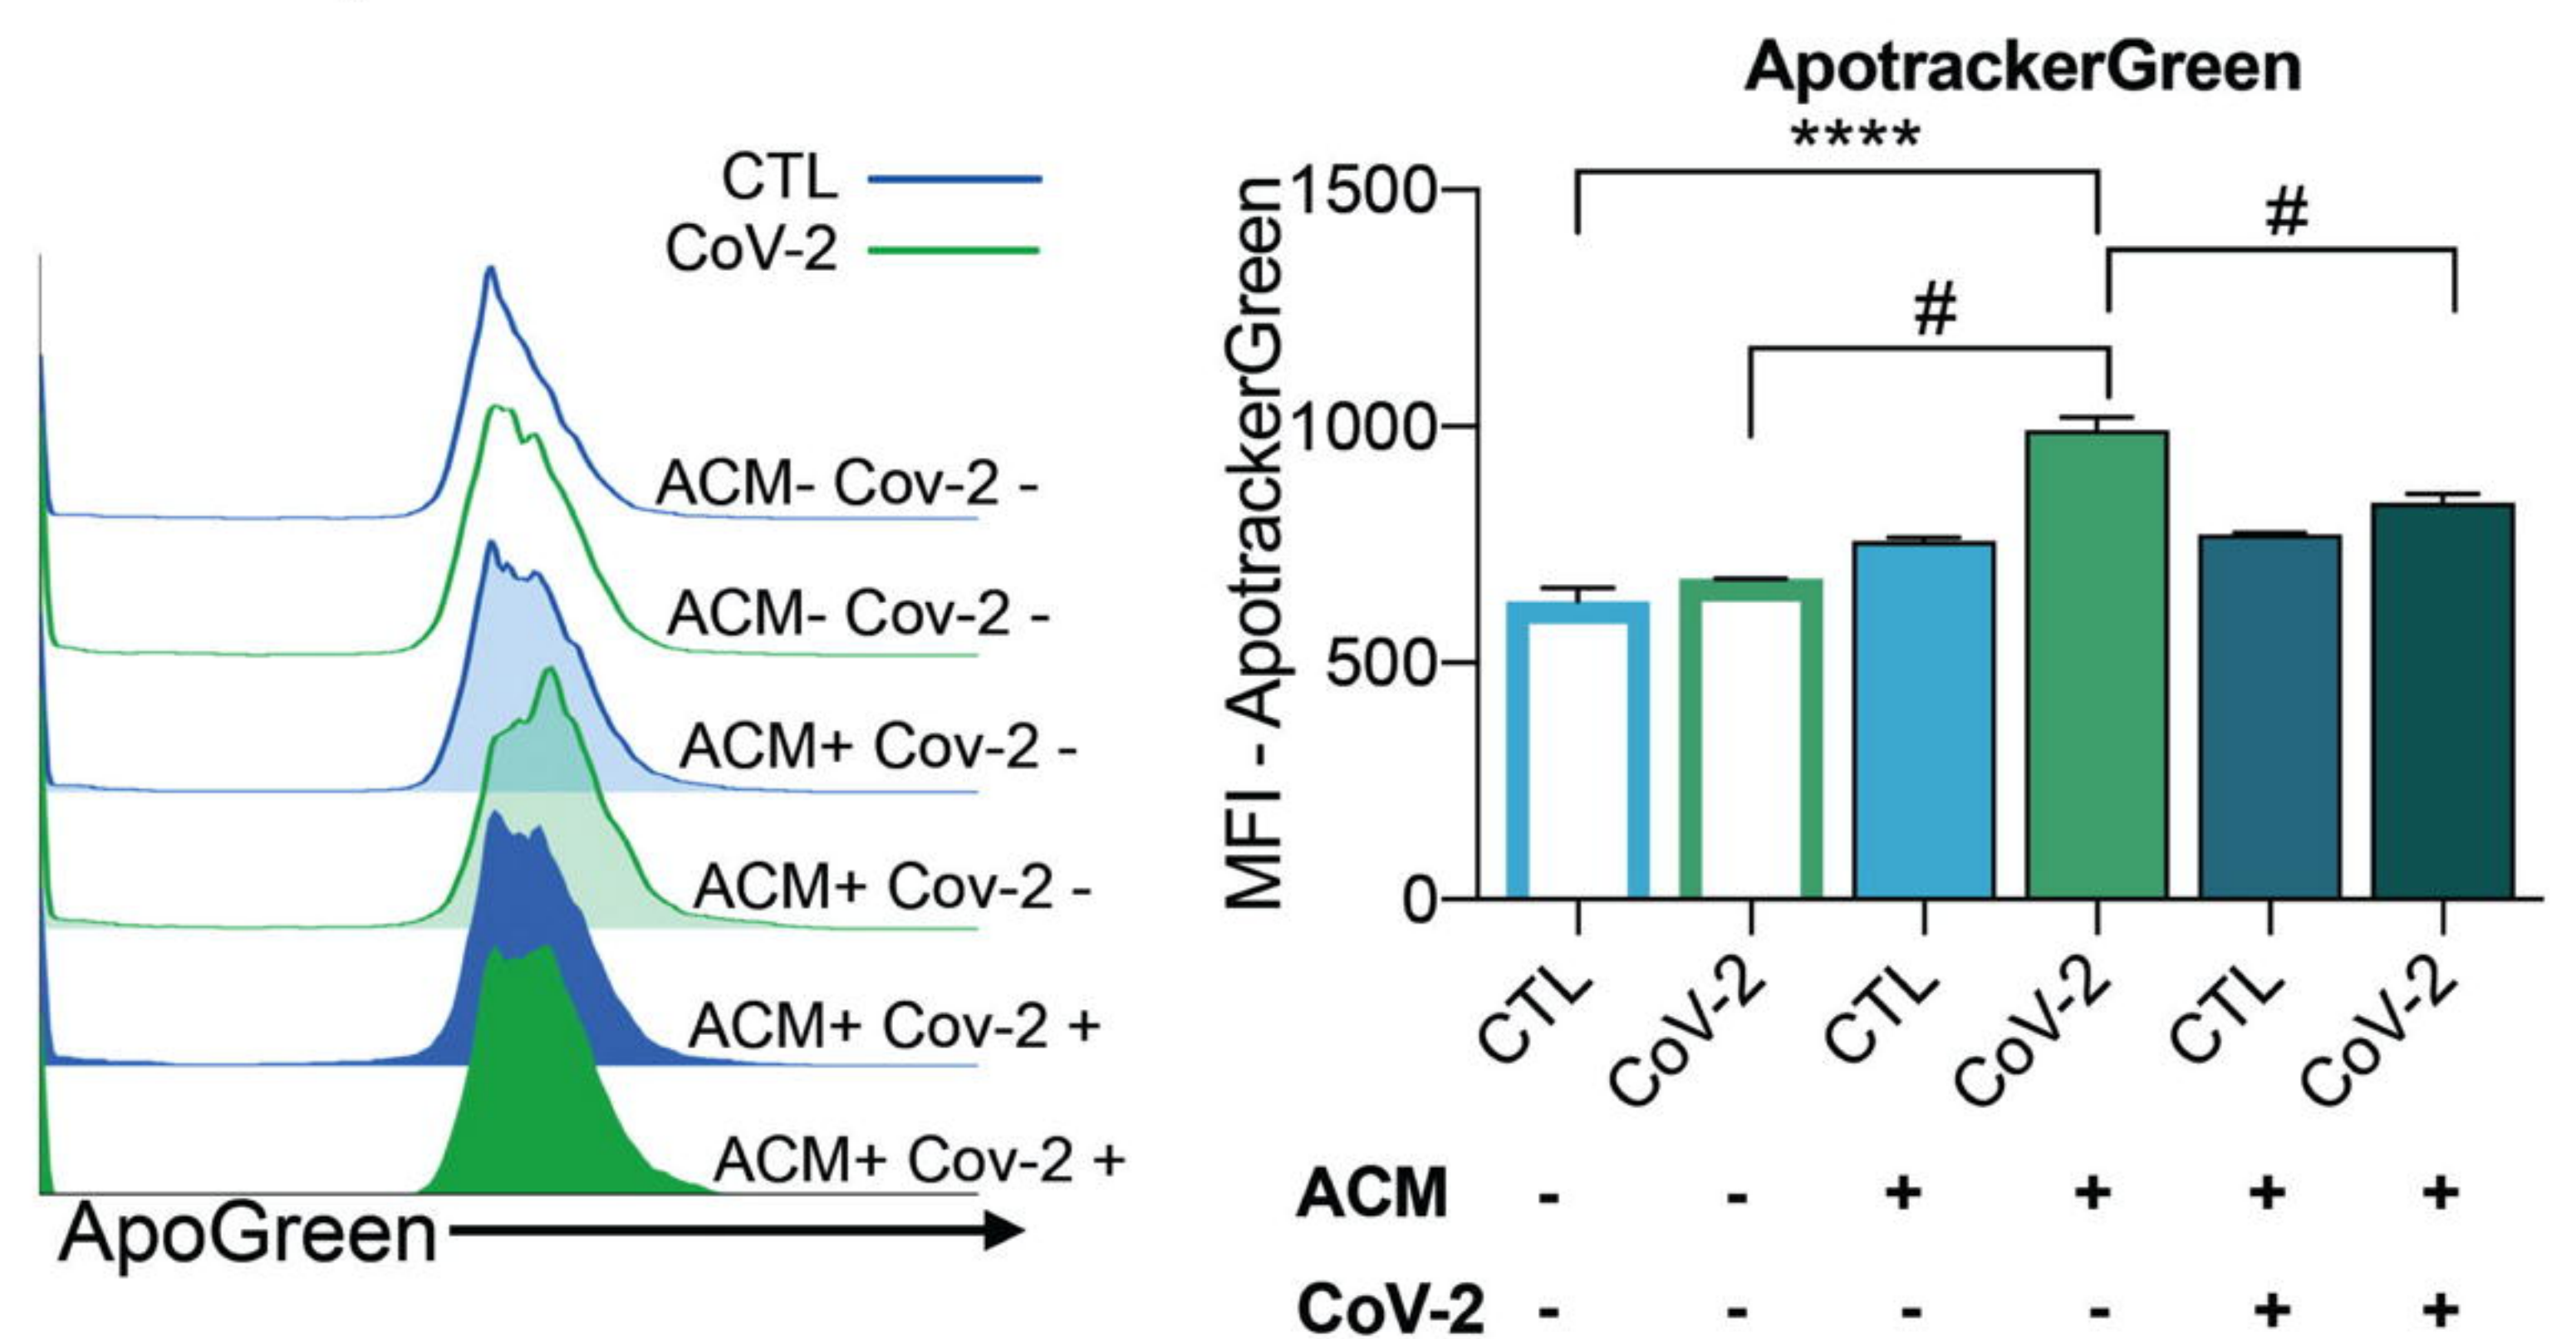 CTL
CoV-2
ACM- Cov-2 -
ACM- Cov-2 -
ACM+ Cov-2 -
ACM+ Cov-2 -
ACM+ Cov-2 +
ACM+ Cov-2 +
ApoGreen
ApotrackerGreen
****
#
#
MFI - ApotrackerGreen
1500
1000
500
0
CTL CoV-2 CTL CoV-2 CTL CoV-2
ACM - - + + + +
CoV-2 - - - - + +